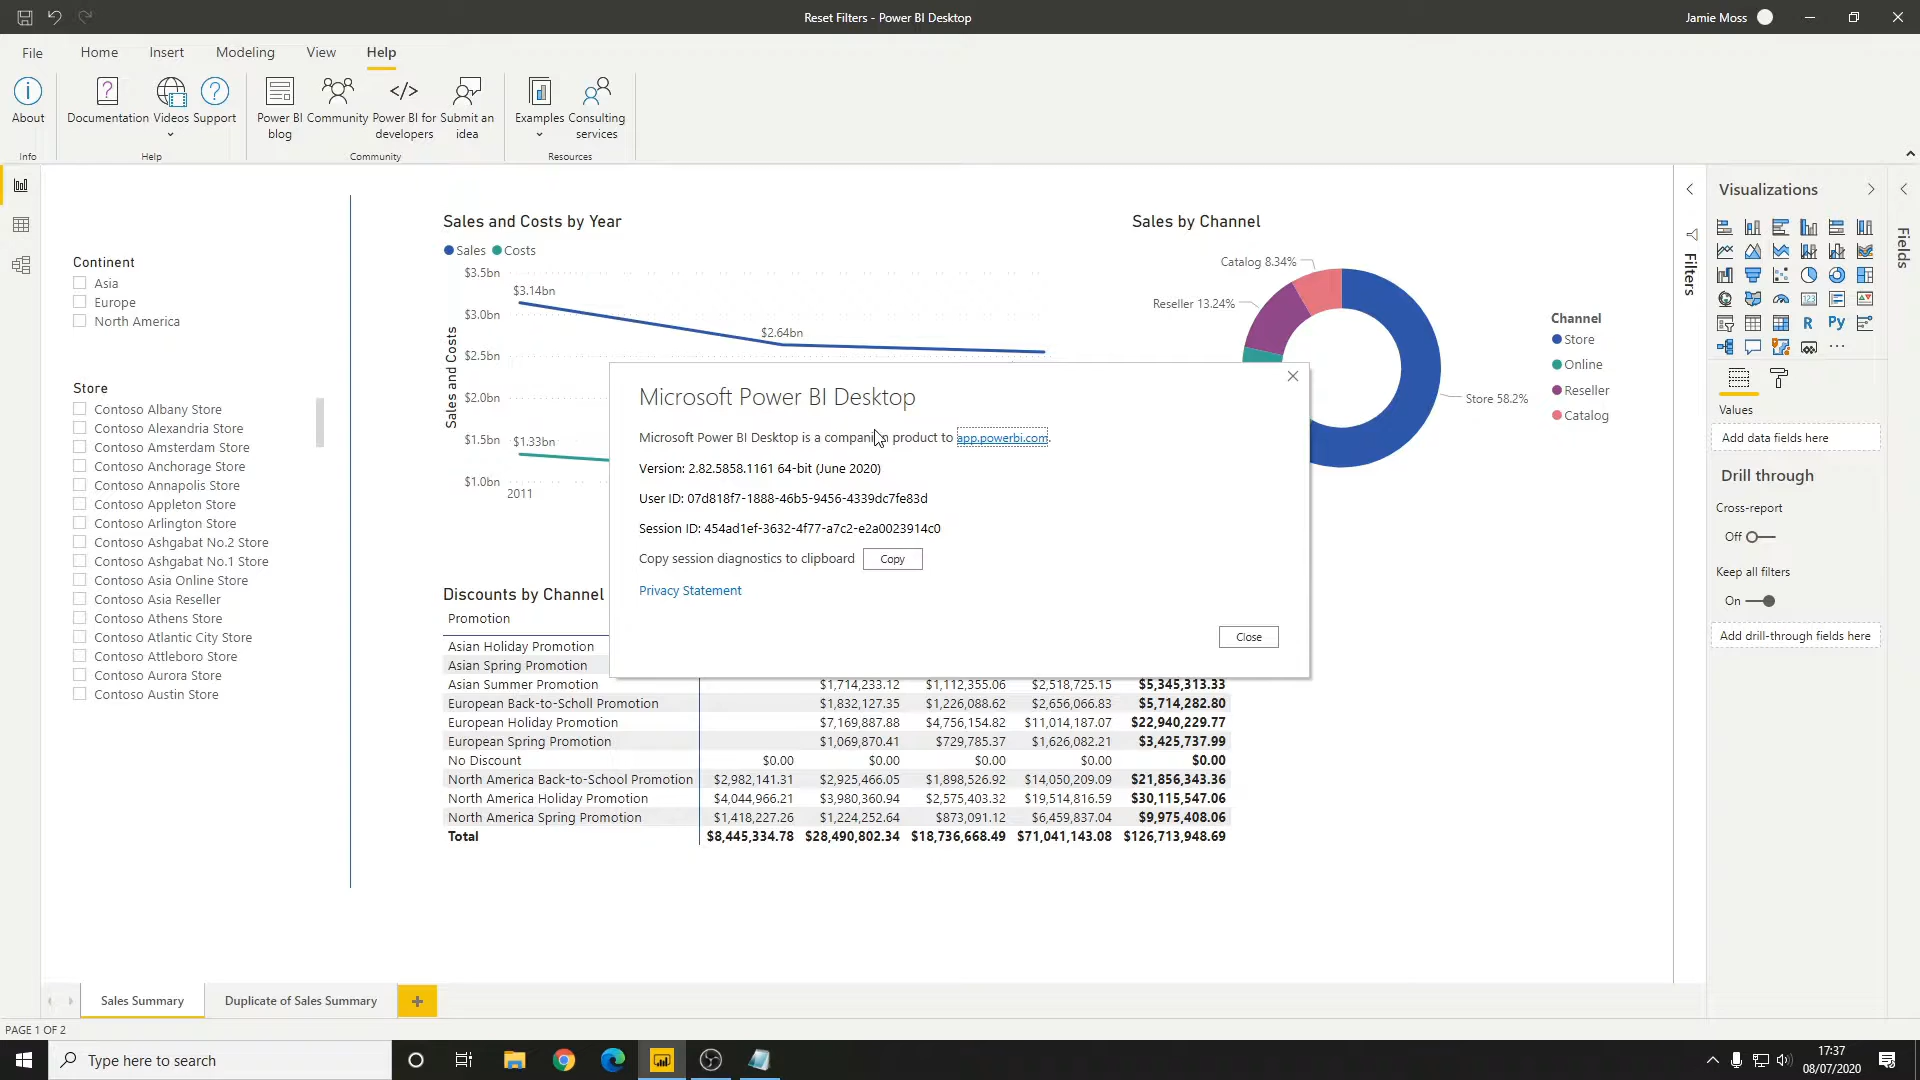 Reset Filters - Power BI Desktop
Jamie Moss
File Home Insert Modeling View Help
About
Documentation
Videos
Support
Power BI blog
Community
Power BI for developers
Submit an idea
Examples
Consulting services
Info
Help
Community
Resources
Continent
Asia
Europe
North America
Store
Contoso Albany Store
Contoso Alexandria Store
Contoso Amsterdam Store
Contoso Anchorage Store
Contoso Annapolis Store
Contoso Appleton Store
Contoso Arlington Store
Contoso Ashgabat No.2 Store
Contoso Ashgabat No.1 Store
Contoso Asia Online Store
Contoso Asia Reseller
Contoso Athens Store
Contoso Atlantic City Store
Contoso Attleboro Store
Contoso Aurora Store
Contoso Austin Store
Sales and Costs by Year
Sales Costs
Sales and Costs
$3.5bn
$3.0bn
$2.5bn
$2.0bn
$1.5bn
$1.0bn
$3.14bn
$2.64bn
$1.33bn
2011
Sales by Channel
Catalog 8.34%
Reseller 13.24%
Store 58.2%
Channel
Store
Online
Reseller
Catalog
Microsoft Power BI Desktop
Microsoft Power BI Desktop is a companion product to app.powerbi.com.
Version: 2.82.5858.1161 64-bit (June 2020)
User ID: 07d818f7-1888-46b5-9456-4339dc7fe83d
Session ID: 454ad1ef-3632-4f77-a7c2-e2a0023914c0
Copy session diagnostics to clipboard Copy
Privacy Statement
Close
Discounts by Channel
Promotion
Asian Holiday Promotion
Asian Spring Promotion
Asian Summer Promotion $1,714,233.12 $1,112,355.06 $2,518,725.15 $5,345,313.33
European Back-to-Scholl Promotion $1,832,127.35 $1,226,088.62 $2,656,066.83 $5,714,282.80
European Holiday Promotion $7,169,887.88 $4,756,154.82 $11,014,187.07 $22,940,229.77
European Spring Promotion $1,069,870.41 $729,785.37 $1,626,082.21 $3,425,737.99
No Discount $0.00 $0.00 $0.00 $0.00 $0.00
North America Back-to-School Promotion $2,982,141.31 $2,925,466.05 $1,898,526.92 $14,050,209.09 $21,856,343.36
North America Holiday Promotion $4,044,966.21 $3,980,360.94 $2,575,403.32 $19,514,816.59 $30,115,547.06
North America Spring Promotion $1,418,227.26 $1,224,252.64 $873,091.12 $6,459,837.04 $9,975,408.06
Total $8,445,334.78 $28,490,802.34 $18,736,668.49 $71,041,143.08 $126,713,948.69
Filters
Visualizations
R Py
123
Values
Add data fields here
Drill through
Cross-report
Off
Keep all filters
On
Add drill-through fields here
Fields
Sales Summary
Duplicate of Sales Summary
+
PAGE 1 OF 2
Type here to search
17:37
08/07/2020